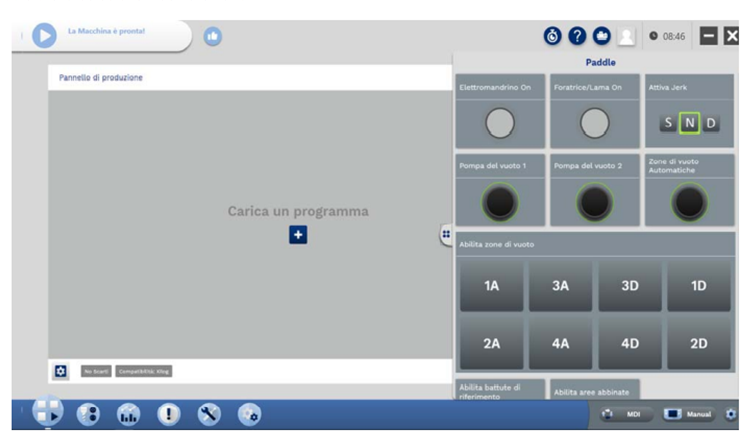 La Macchina è pronta!
08:46
Pannello di produzione
Carica un programma
No Scarti Compatibilità Xilog
Paddle
Elettromandrino On Foratrice/Lama On Attiva Jerk
S N D
Pompa del vuoto 1 Pompa del vuoto 2 Zone di vuoto
Automatiche
Abilita zone di vuoto
1A 3A 3D 1D
2A 4A 4D 2D
Abilita battute di
riferimento
Abilita aree abbinate
MDI Manual